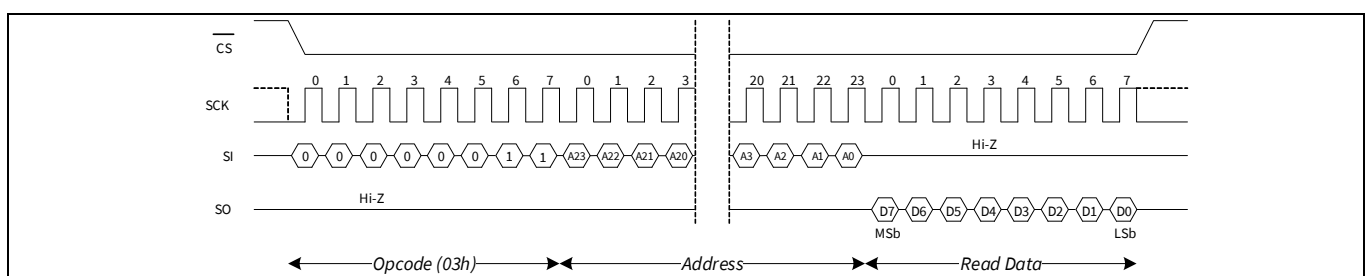 CS
0 1 2 3 4 5 6 7 0 1 2 3 20 21 22 23 0 1 2 3 4 5 6 7
SCK
SI 0 0 0 0 0 0 1 1 A23 A22 A21 A20 A3 A2 A1 A0 Hi-Z
Hi-Z
SO D7 D6 D5 D4 D3 D2 D1 D0
MSb LSb
Opcode (03h) Address Read Data